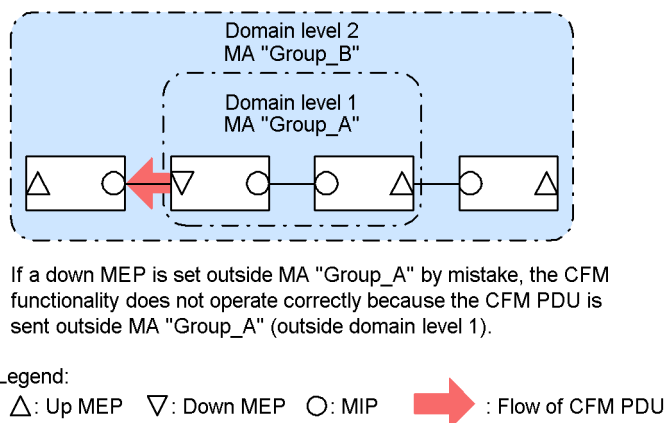 Domain level 2
MA "Group_B"
Domain level 1
MA "Group_A"
If a down MEP is set outside MA "Group_A" by mistake, the CFM
functionality does not operate correctly because the CFM PDU is
sent outside MA "Group_A" (outside domain level 1).
Legend:
: Up MEP : Down MEP : MIP : Flow of CFM PDU